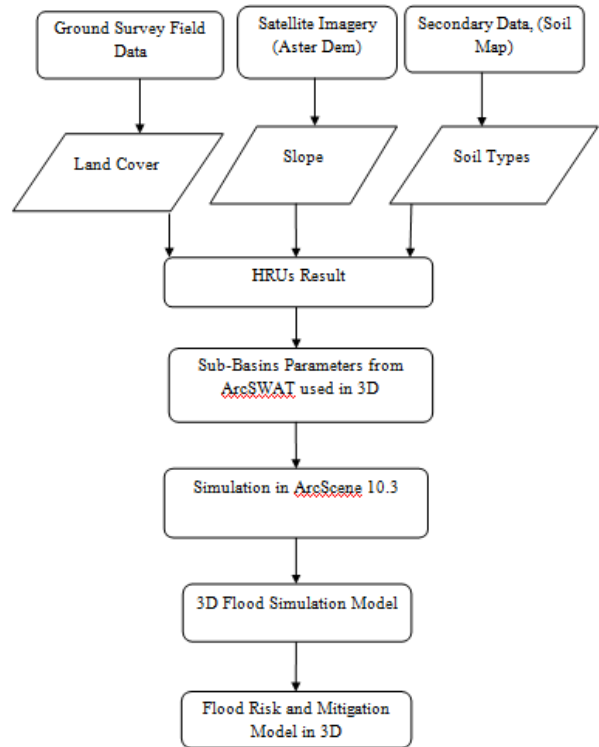 Ground Survey Field
Data
Satellite Imagery
(Aster Dem)
Secondary Data, (Soil
Map)
Land Cover
Slope
Soil Types
HRUs Result
Sub-Basins Parameters from
ArcSWAT used in 3D
Simulation in ArcScene 10.3
3D Flood Simulation Model
Flood Risk and Mitigation
Model in 3D